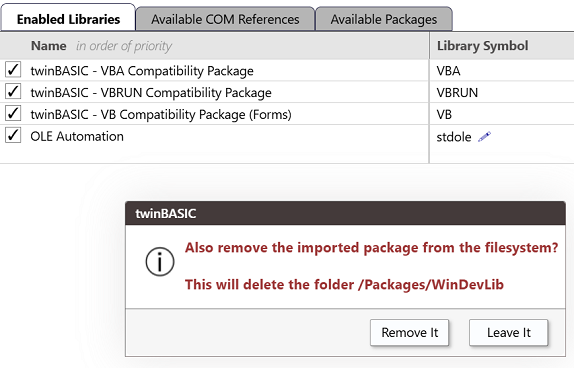 Enabled Libraries Available COM References Available Packages
Name in order of priority Library Symbol
twinBASIC - VBA Compatibility Package VBA
twinBASIC - VBRUN Compatibility Package VBRUN
twinBASIC - VB Compatibility Package (Forms) VB
OLE Automation stdole
twinBASIC
Also remove the imported package from the filesystem?
This will delete the folder /Packages/WinDevLib
Remove It Leave It